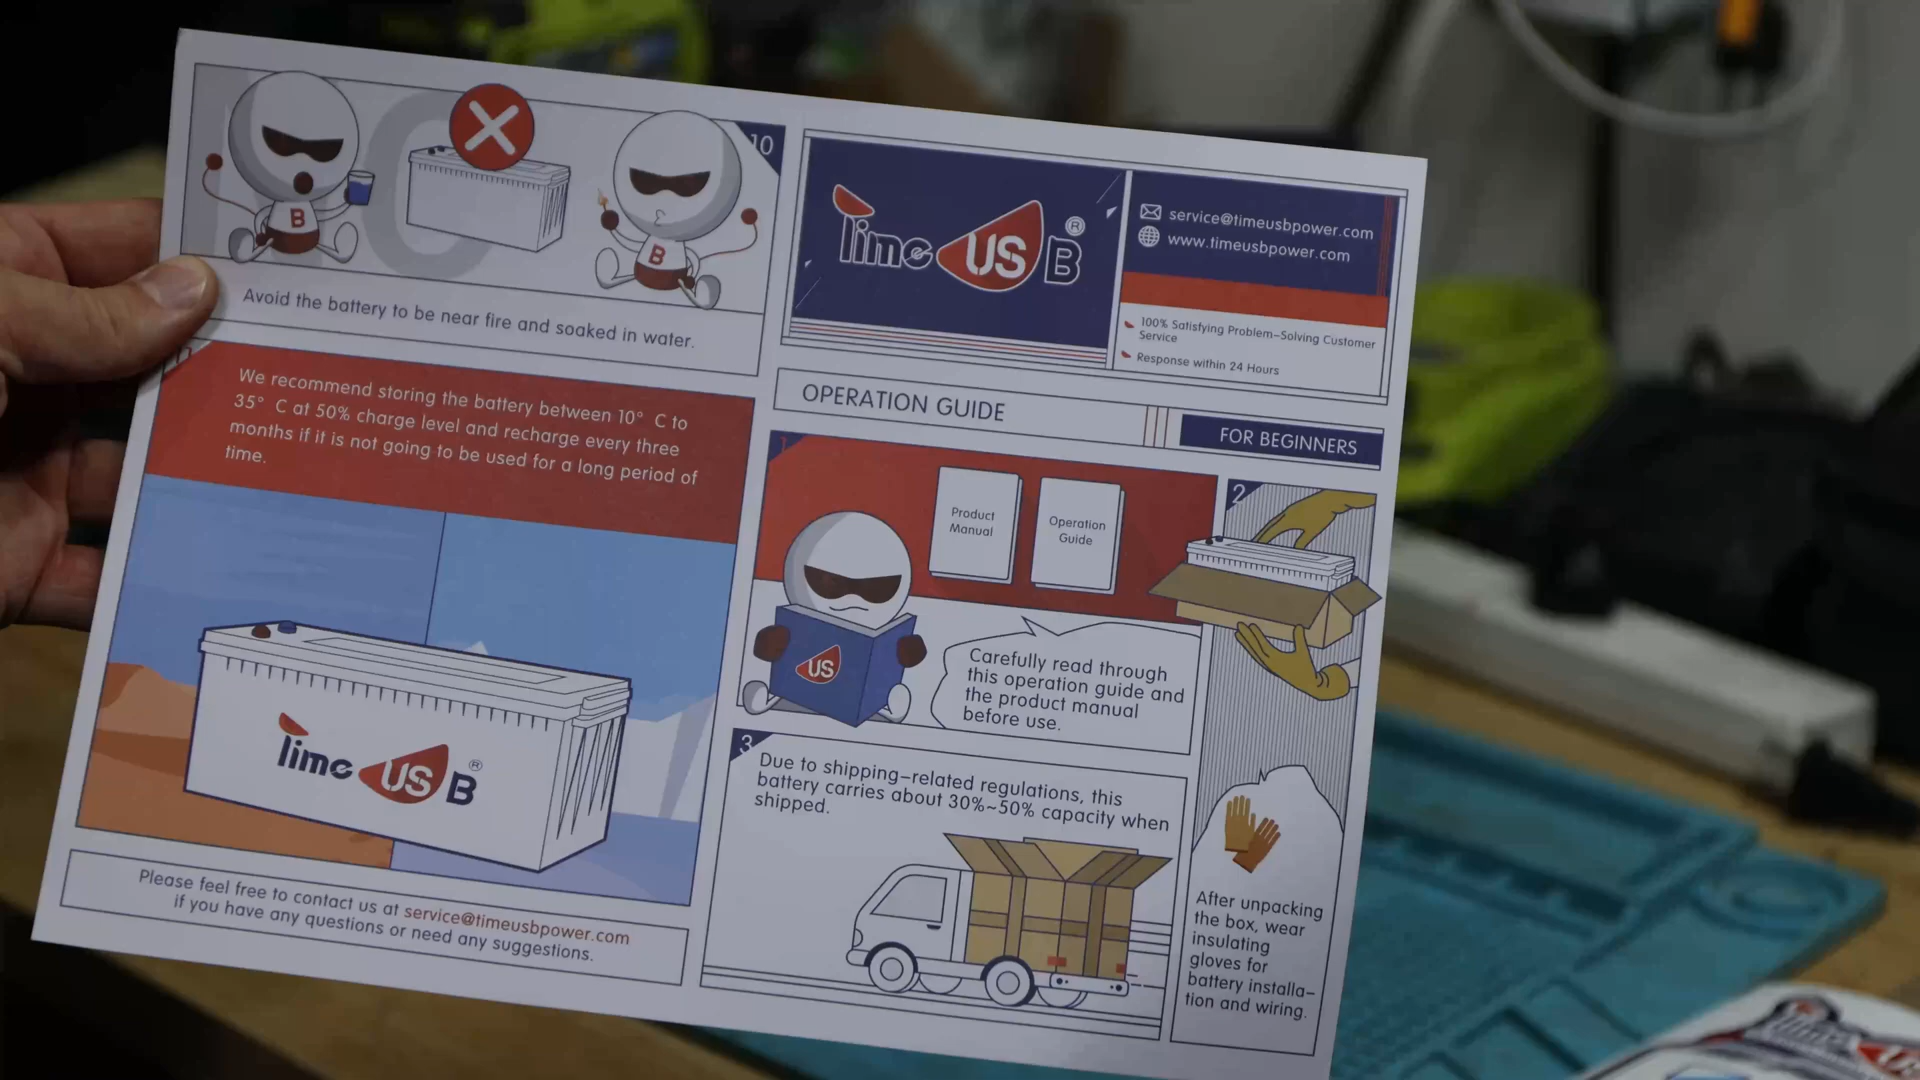 10
B
B
Avoid the battery to be near fire and soaked in water.
We recommend storing the battery between 10° C to
35° C at 50% charge level and recharge every three
months if it is not going to be used for a long period of
time.
Time US B ®
Please feel free to contact us at service@timeusbpower.com
if you have any questions or need any suggestions.
Time US B ®
service@timeusbpower.com
www.timeusbpower.com
100% Satisfying Problem-Solving Customer
Service
Response within 24 Hours
OPERATION GUIDE
FOR BEGINNERS
1
Product
Manual
Operation
Guide
US
Carefully read through
this operation guide and
the product manual
before use.
2
After unpacking
the box, wear
insulating
gloves for
battery installa-
tion and wiring.
3
Due to shipping-related regulations, this
battery carries about 30%~50% capacity when
shipped.
Time US